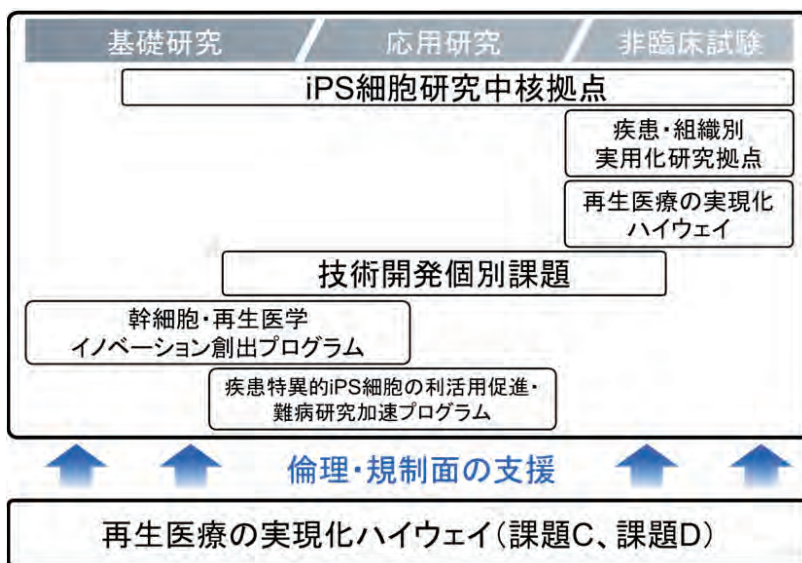 基礎研究
応用研究
非臨床試験
iPS細胞研究中核拠点
疾患・組織別
実用化研究拠点
再生医療の実現化
ハイウェイ
技術開発個別課題
幹細胞・再生医学
イノベーション創出プログラム
疾患特異的iPS細胞の利活用促進・
難病研究加速プログラム
倫理・規制面の支援
再生医療の実現化ハイウェイ(課題C、課題D)